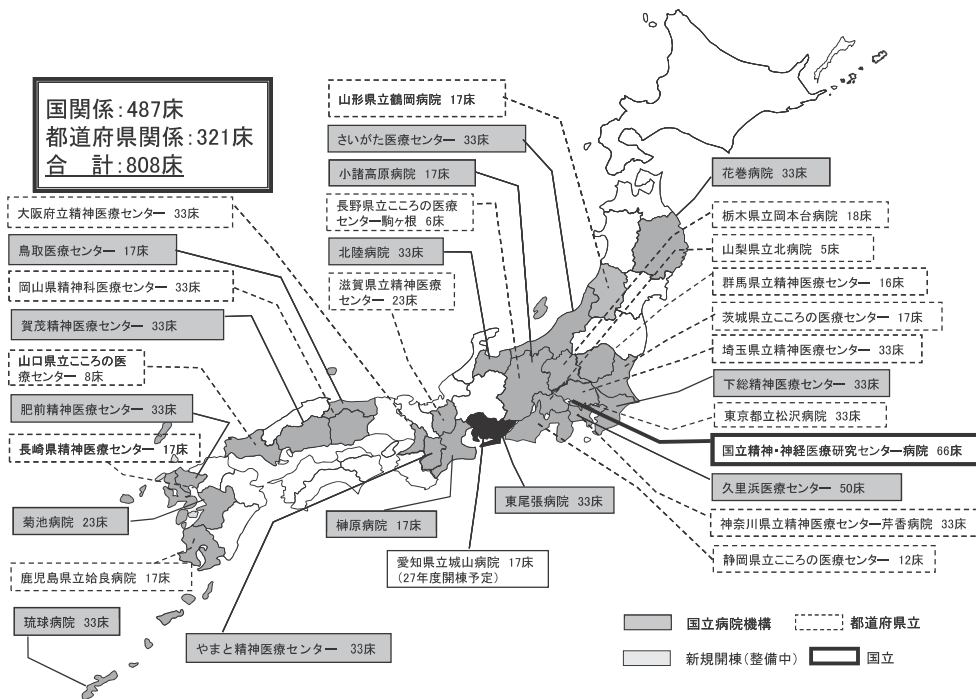 国関係:487床
都道府県関係:321床
合　計:808床
山形県立鶴岡病院 17床
さいがた医療センター 33床
小諸高原病院 17床
長野県立こころの医療
センター駒ヶ根 6床
北陸病院 33床
滋賀県立精神医療
センター 23床
大阪府立精神医療センター 33床
鳥取医療センター 17床
岡山県精神科医療センター 33床
賀茂精神医療センター 33床
山口県立こころの医
療センター 8床
肥前精神医療センター 33床
長崎県精神医療センター 17床
菊池病院 23床
鹿児島県立姶良病院 17床
琉球病院 33床
やまと精神医療センター 33床
榊原病院 17床
愛知県立城山病院 17床
(27年度開棟予定)
東尾張病院 33床
花巻病院 33床
栃木県立岡本台病院 18床
山梨県立北病院 5床
群馬県立精神医療センター 16床
茨城県立こころの医療センター 17床
埼玉県立精神医療センター 33床
下総精神医療センター 33床
東京都立松沢病院 33床
国立精神・神経医療研究センター病院 66床
久里浜医療センター 50床
神奈川県立精神医療センター芹香病院 33床
静岡県立こころの医療センター 12床
国立病院機構
都道府県立
新規開棟(整備中)
国立